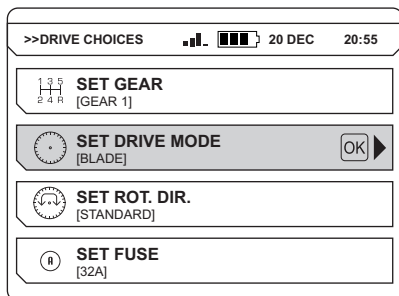 >>DRIVE CHOICES 20 DEC 20:55
1 3 5
2 4 R
SET GEAR
[GEAR 1]
SET DRIVE MODE
[BLADE]
OK
SET ROT. DIR.
[STANDARD]
A
SET FUSE
[32A]